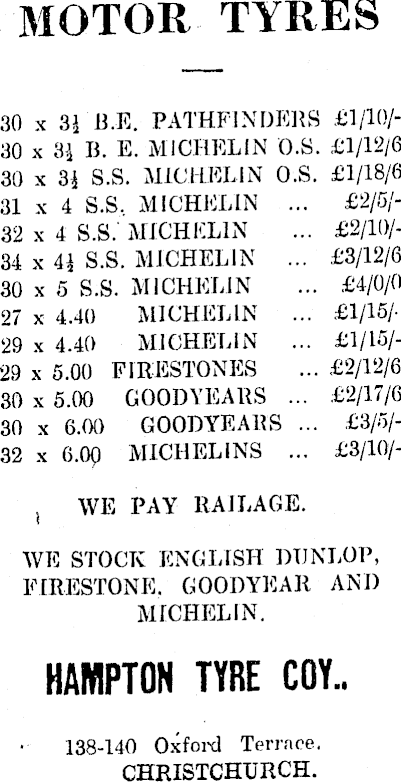 MOTOR TYRES
30 x 3½ B.E. PATHFINDERS £1/10/-
30 x 3½ B. E. MICHELIN O.S. £1/12/6
30 x 3½ S.S. MICHELIN O.S. £1/18/6
31 x 4 S.S. MICHELIN ... £2/5/-
32 x 4 S.S. MICHELIN ... £2/10/-
34 x 4½ S.S. MICHELIN ... £3/12/6
30 x 5 S.S. MICHELIN ... £4/0/0
27 x 4.40 MICHELIN ... £1/15/-
29 x 4.40 MICHELIN ... £1/15/-
29 x 5.00 FIRESTONES ... £2/12/6
30 x 5.00 GOODYEARS ... £2/17/6
30 x 6.00 GOODYEARS ... £3/5/-
32 x 6.00 MICHELINS ... £3/10/-
WE PAY RAILAGE.
WE STOCK ENGLISH DUNLOP,
FIRESTONE, GOODYEAR AND
MICHELIN.
HAMPTON TYRE COY..
138-140 Oxford Terrace,
CHRISTCHURCH.